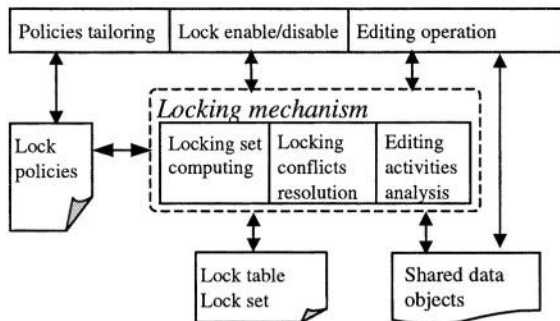 Policies tailoring
Lock enable/disable
Editing operation
Locking mechanism
Lock
policies
Locking set
computing
Locking
conflicts
resolution
Editing
activities
analysis
Lock table
Lock set
Shared data
objects